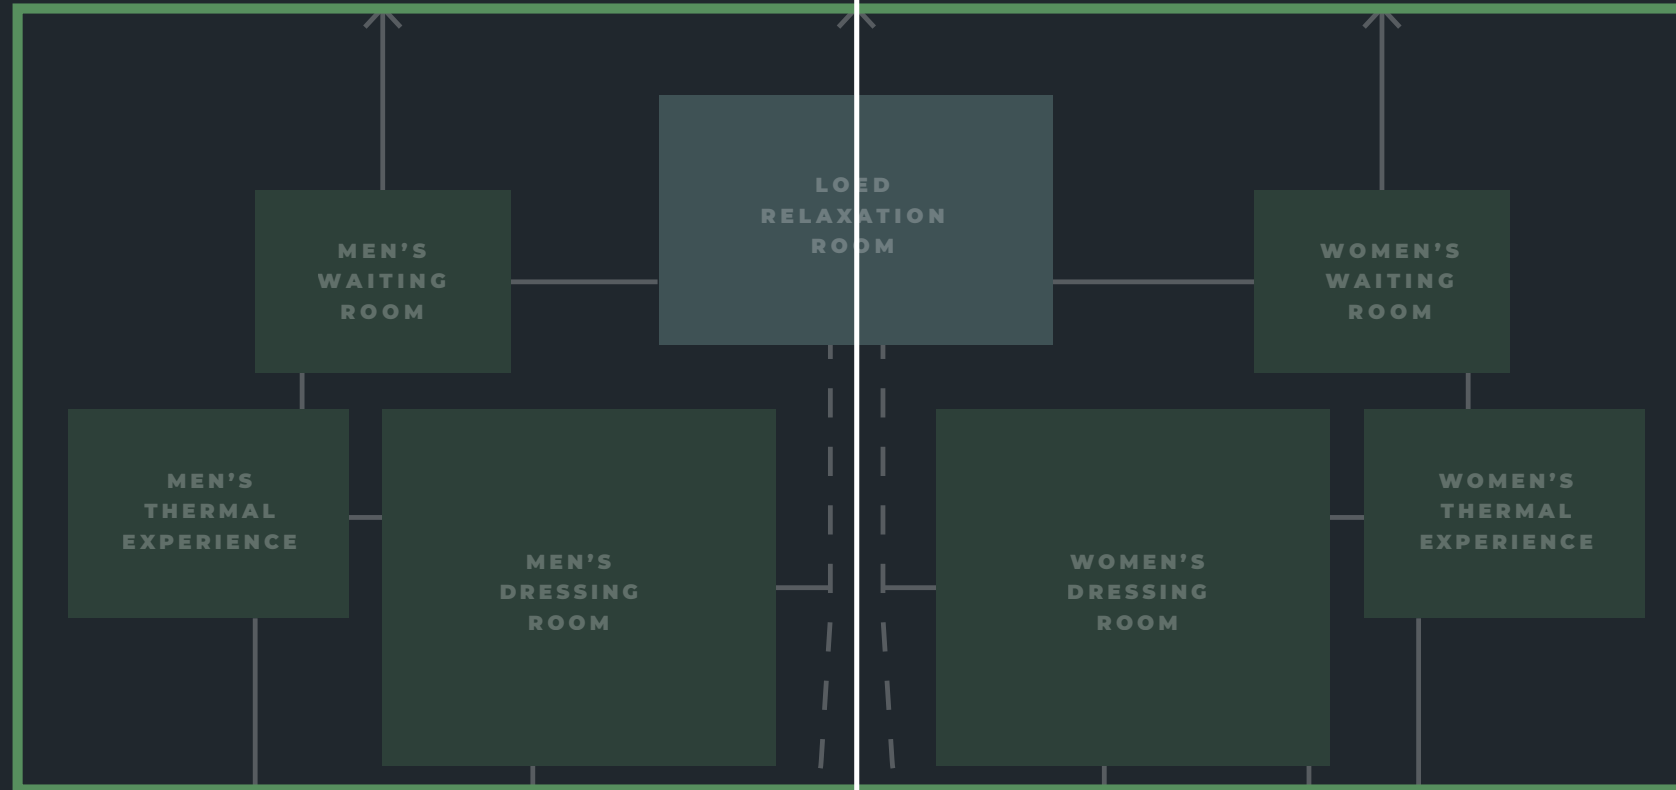 LOED
RELAXATION
ROOM
MEN'S
WAITING
ROOM
WOMEN'S
WAITING
ROOM
MEN'S
THERMAL
EXPERIENCE
MEN'S
DRESSING
ROOM
WOMEN'S
DRESSING
ROOM
WOMEN'S
THERMAL
EXPERIENCE